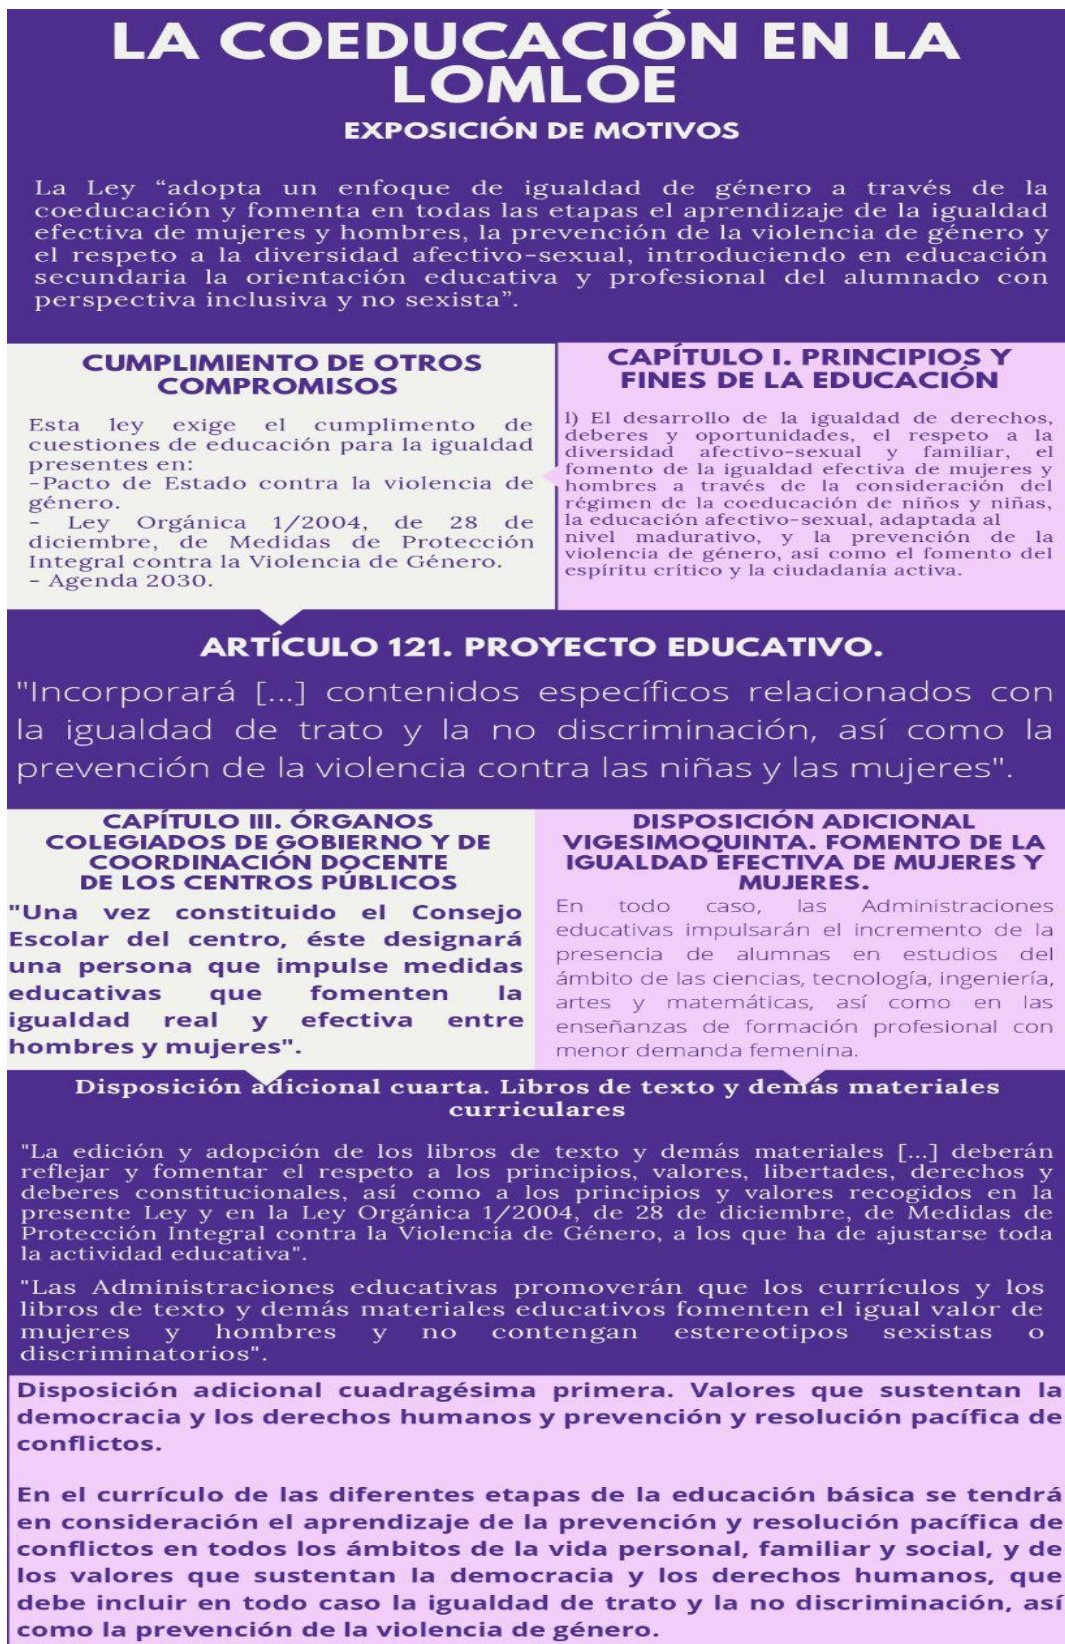 LA COEDUCACIÓN EN LA
LOMLOE
EXPOSICIÓN DE MOTIVOS
La Ley “adopta un enfoque de igualdad de género a través de la
coeducación y fomenta en todas las etapas el aprendizaje de la igualdad
efectiva de mujeres y hombres, la prevención de la violencia de género y
el respeto a la diversidad afectivo-sexual, introduciendo en educación
secundaria la orientación educativa y profesional del alumnado con
perspectiva inclusiva y no sexista”.
CUMPLIMIENTO DE OTROS
COMPROMISOS
Esta ley exige el cumplimento de
cuestiones de educación para la igualdad
presentes en:
-Pacto de Estado contra la violencia de
género.
- Ley Orgánica 1/2004, de 28 de
diciembre, de Medidas de Protección
Integral contra la Violencia de Género.
- Agenda 2030.
CAPÍTULO I. PRINCIPIOS Y
FINES DE LA EDUCACIÓN
l) El desarrollo de la igualdad de derechos,
deberes y oportunidades, el respeto a la
diversidad afectivo-sexual y familiar, el
fomento de la igualdad efectiva de mujeres y
hombres a través de la consideración del
régimen de la coeducación de niños y niñas,
la educación afectivo-sexual, adaptada al
nivel madurativo, y la prevención de la
violencia de género, así como el fomento del
espíritu crítico y la ciudadanía activa.
ARTÍCULO 121. PROYECTO EDUCATIVO.
"Incorporará [...] contenidos específicos relacionados con
la igualdad de trato y la no discriminación, así como la
prevención de la violencia contra las niñas y las mujeres".
CAPÍTULO III. ÓRGANOS
COLEGIADOS DE GOBIERNO Y DE
COORDINACIÓN DOCENTE
DE LOS CENTROS PÚBLICOS
"Una vez constituido el Consejo
Escolar del centro, éste designará
una persona que impulse medidas
educativas que fomenten la
igualdad real y efectiva entre
hombres y mujeres".
DISPOSICIÓN ADICIONAL
VIGESIMOQUINTA. FOMENTO DE LA
IGUALDAD EFECTIVA DE MUJERES Y
MUJERES.
En todo caso, las Administraciones
educativas impulsarán el incremento de la
presencia de alumnas en estudios del
ámbito de las ciencias, tecnología, ingeniería,
artes y matemáticas, así como en las
enseñanzas de formación profesional con
menor demanda femenina.
Disposición adicional cuarta. Libros de texto y demás materiales
curriculares
"La edición y adopción de los libros de texto y demás materiales [...] deberán
reflejar y fomentar el respeto a los principios, valores, libertades, derechos y
deberes constitucionales, así como a los principios y valores recogidos en la
presente Ley y en la Ley Orgánica 1/2004, de 28 de diciembre, de Medidas de
Protección Integral contra la Violencia de Género, a los que ha de ajustarse toda
la actividad educativa".
"Las Administraciones educativas promoverán que los currículos y los
libros de texto y demás materiales educativos fomenten el igual valor de
mujeres y hombres y no contengan estereotipos sexistas o
discriminatorios".
Disposición adicional cuadragésima primera. Valores que sustentan la
democracia y los derechos humanos y prevención y resolución pacífica de
conflictos.
En el currículo de las diferentes etapas de la educación básica se tendrá
en consideración el aprendizaje de la prevención y resolución pacífica de
conflictos en todos los ámbitos de la vida personal, familiar y social, y de
los valores que sustentan la democracia y los derechos humanos, que
debe incluir en todo caso la igualdad de trato y la no discriminación, así
como la prevención de la violencia de género.